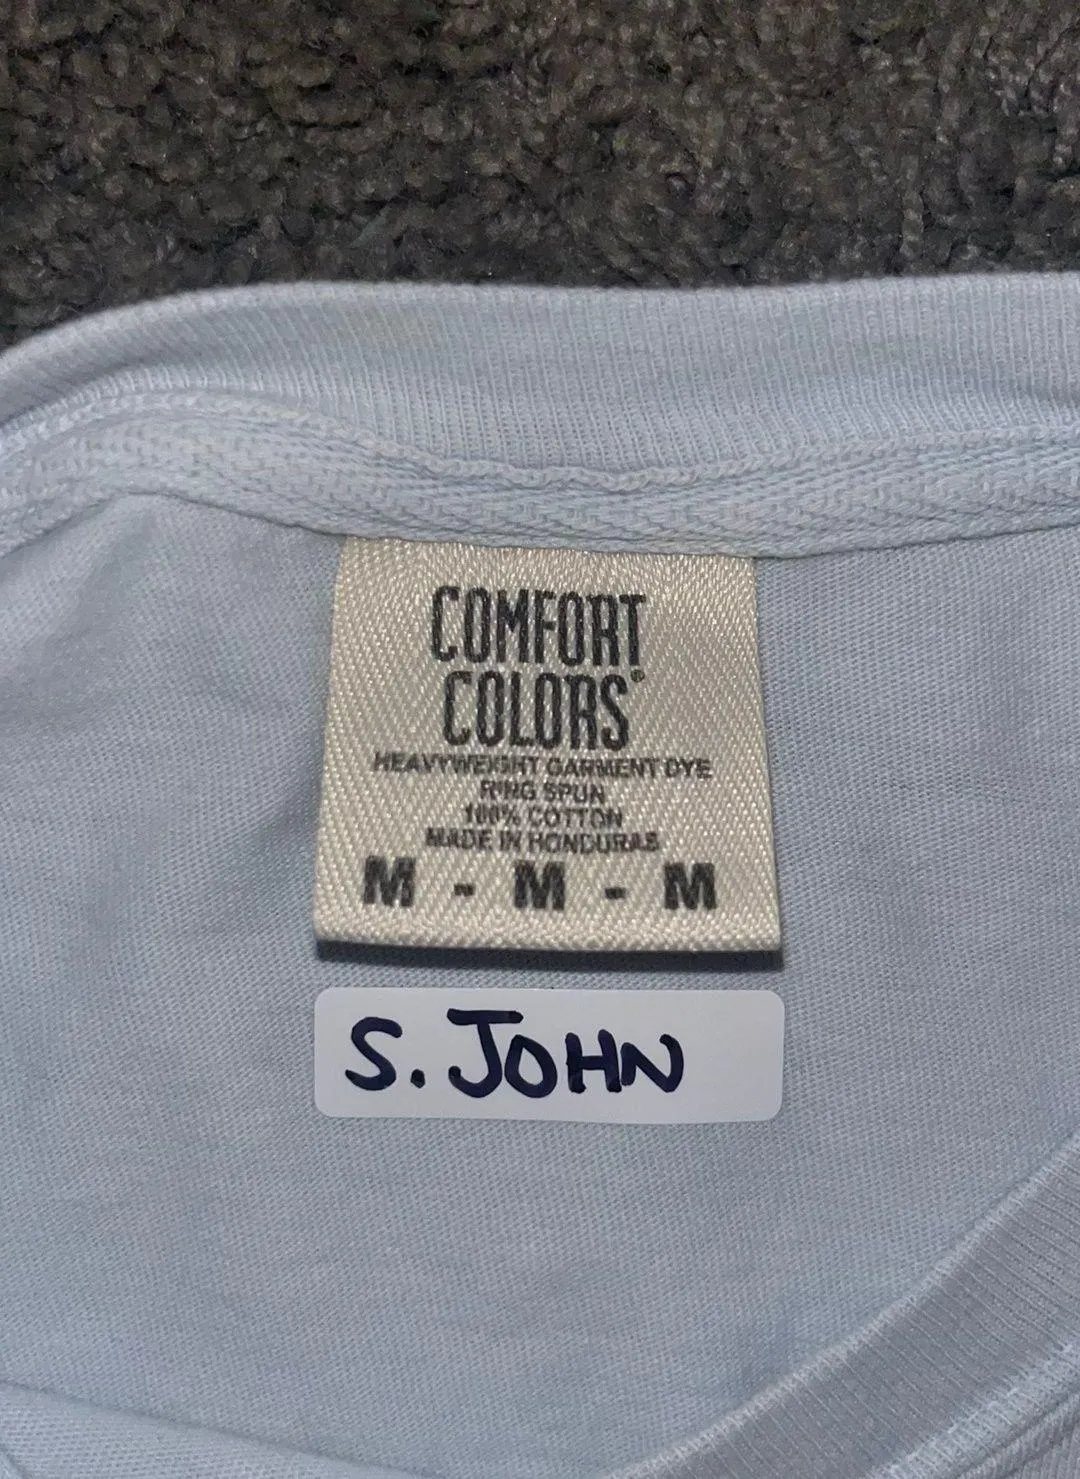 COMFORT
COLORS®
HEAVYWEIGHT GARMENT DYE
RING SPUN
100% COTTON
MADE IN HONDURAS
M - M - M
S. JOHN